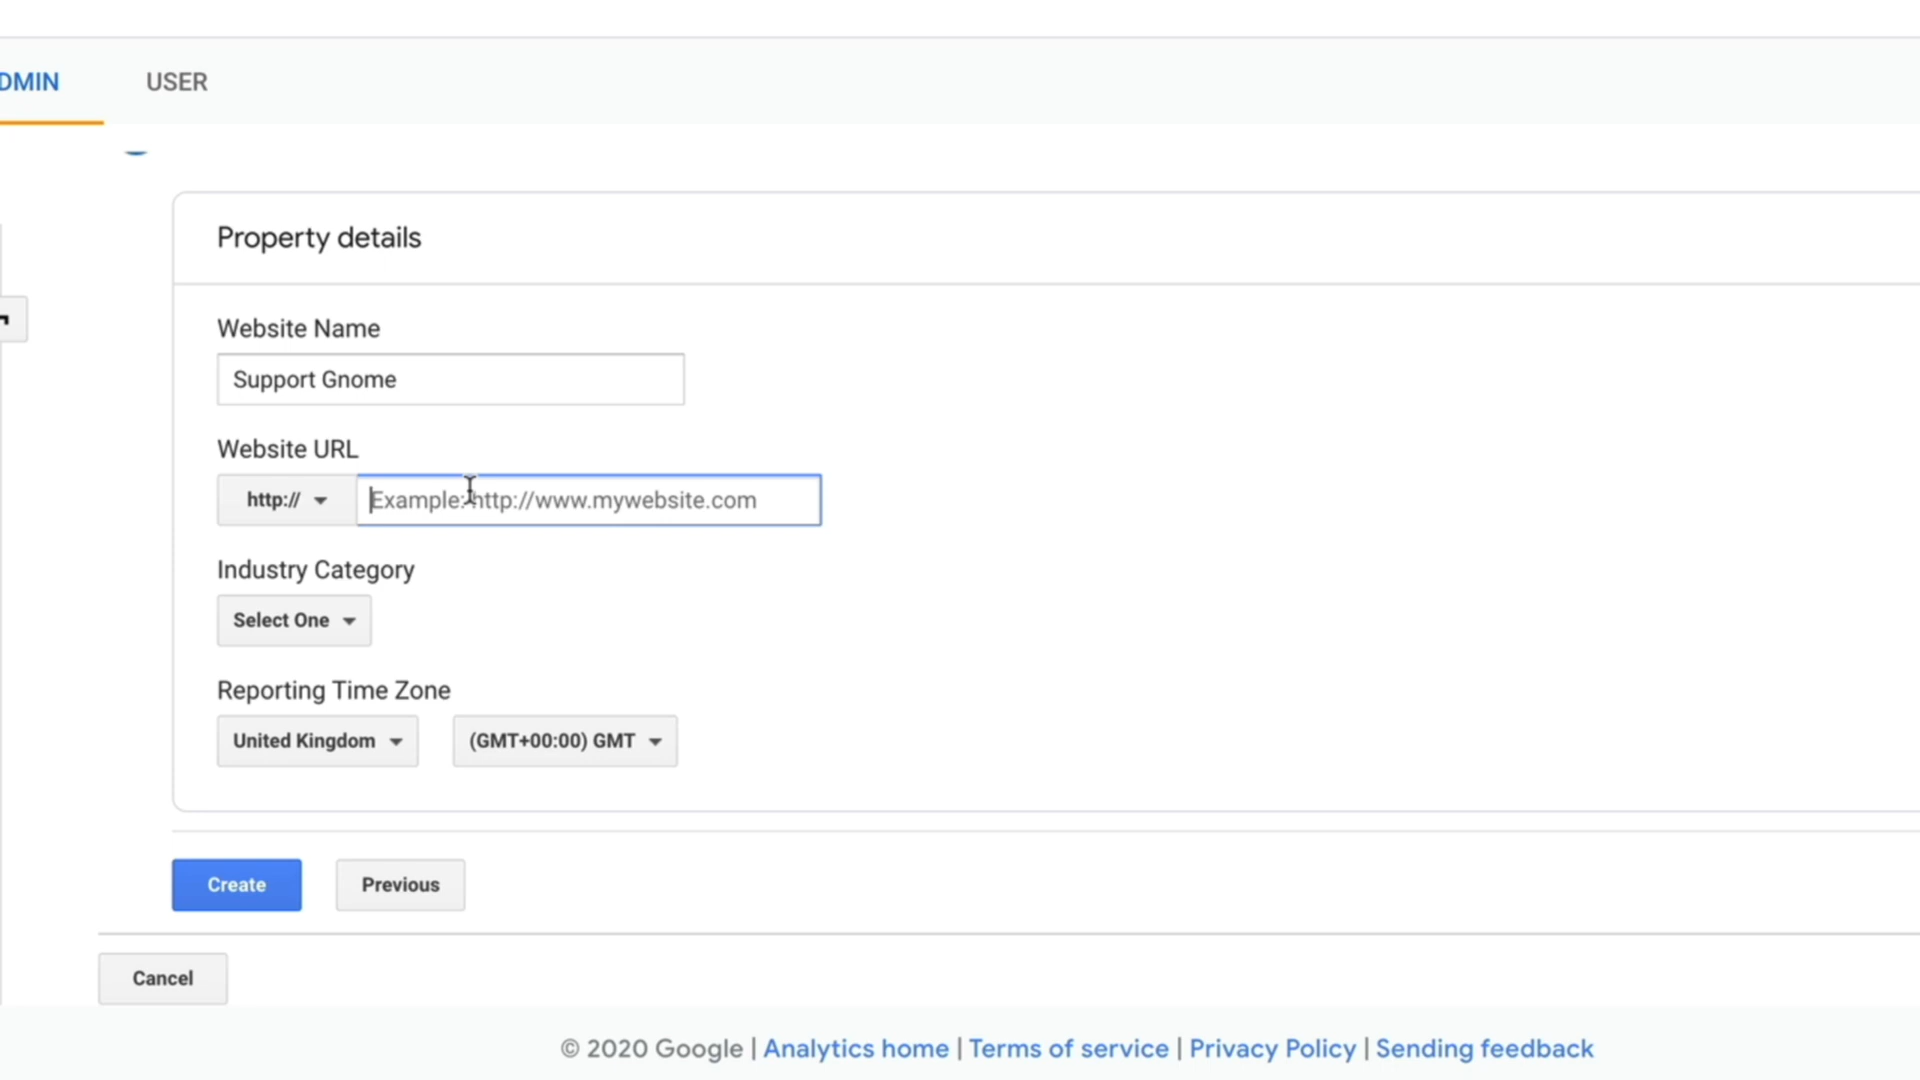 DMIN USER
Property details
Website Name
Support Gnome
Website URL
http:// Example: http://www.mywebsite.com
Industry Category
Select One
Reporting Time Zone
United Kingdom (GMT+00:00) GMT
Create Previous
Cancel
© 2020 Google | Analytics home | Terms of service | Privacy Policy | Sending feedback